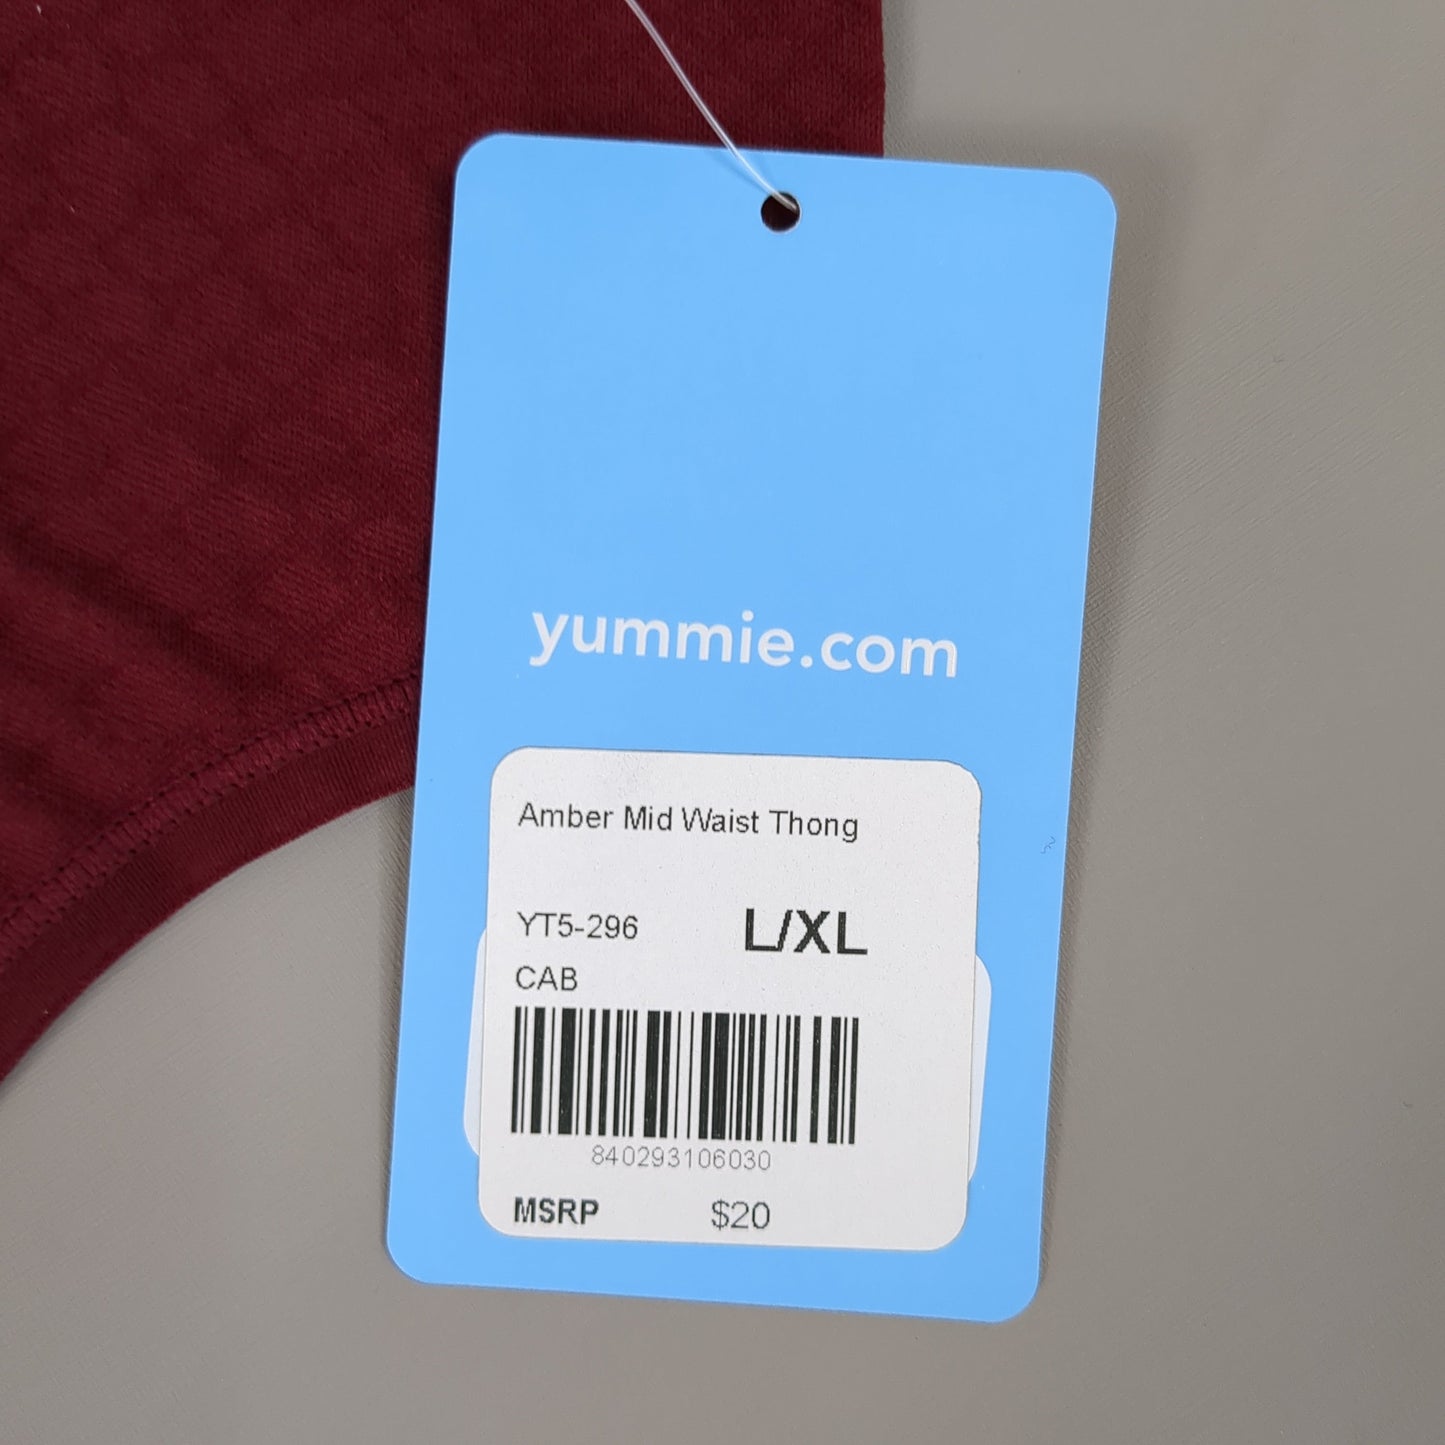 yummie.com
Amber Mid Waist Thong
YT5-296 L/XL
CAB
840293106030
MSRP $20